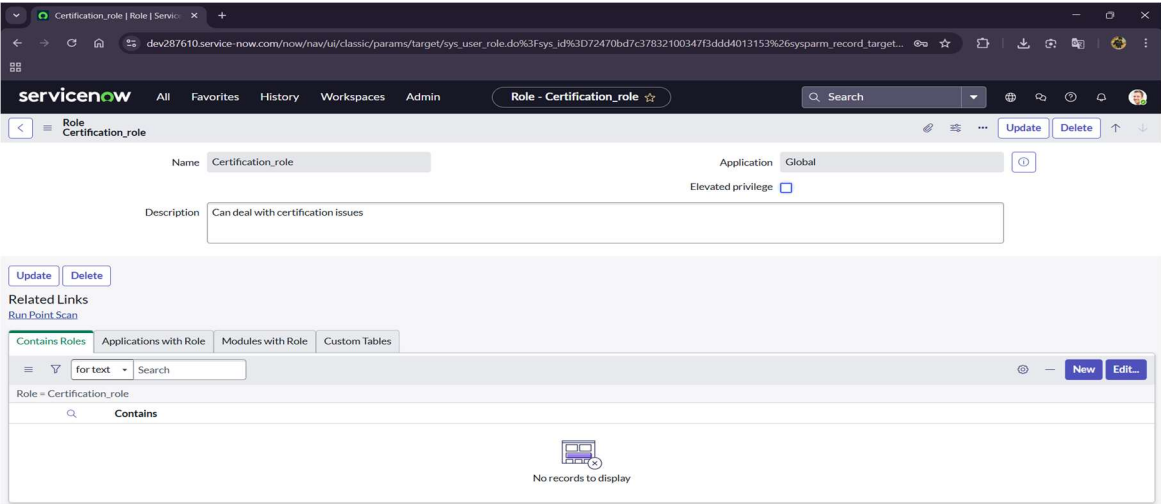 Certification_role | Role | Service
dev287610.service-now.com/now/nav/ui/classic/params/target/sys_user_role.do%3Fsys_id%3D72470bd7c37832100347f3ddd4013153%26sysparm_record_target...
servicenow All Favorites History Workspaces Admin Role - Certification_role Search
Role
Certification_role
Update Delete
Name Certification_role Application Global
Elevated privilege
Description Can deal with certification issues
Update Delete
Related Links
Run Point Scan
Contains Roles Applications with Role Modules with Role Custom Tables
for text Search New Edit...
Role = Certification_role
Contains
No records to display